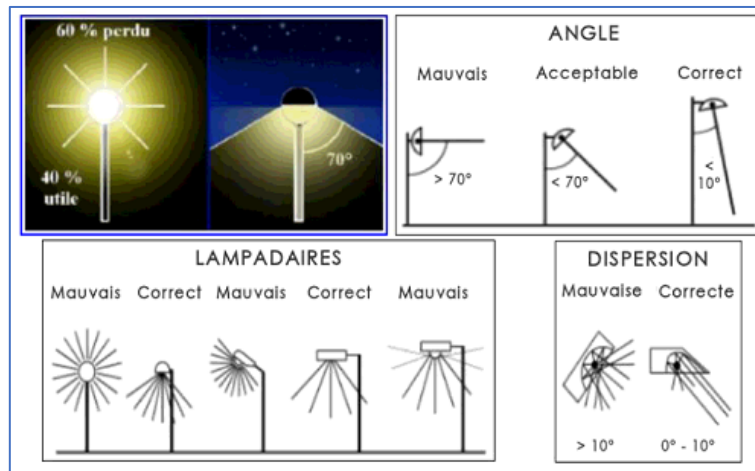 60 % perdu
40 %
utile
70°
ANGLE
Mauvais Acceptable Correct
> 70°
< 70°
<
10°
LAMPADAIRES
Mauvais Correct Mauvais Correct Mauvais
DISPERSION
Mauvaise Correcte
> 10° 0° - 10°